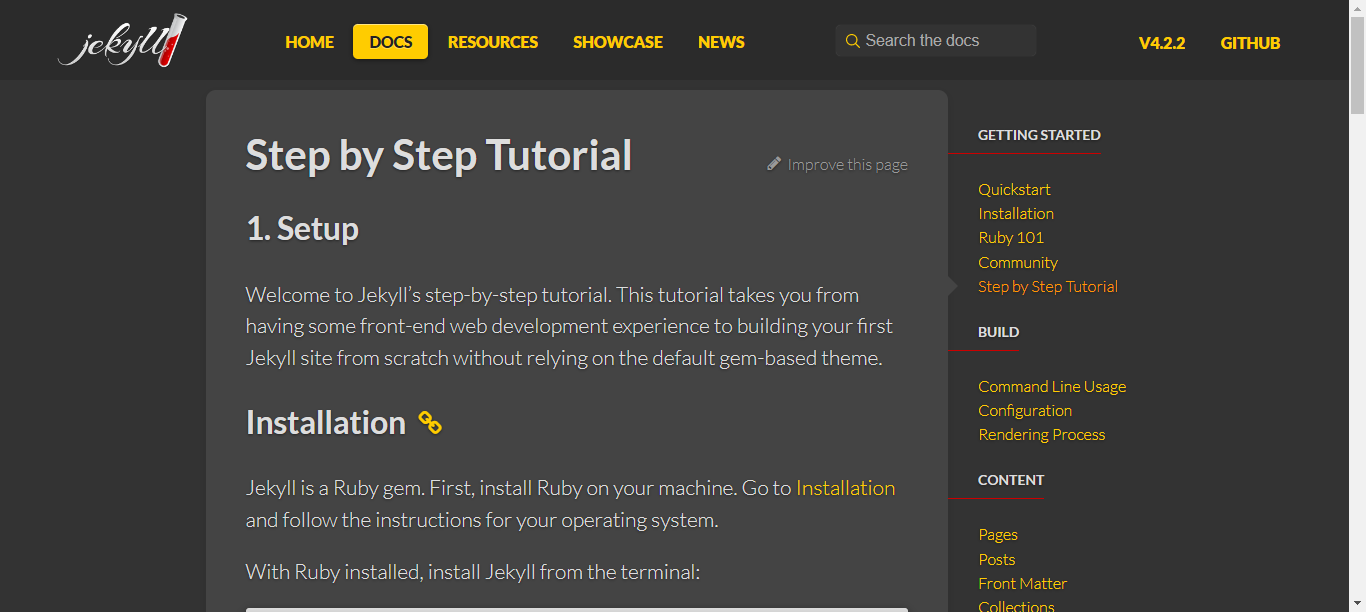 jekyll
HOME DOCS RESOURCES SHOWCASE NEWS
Search the docs
V4.2.2 GITHUB
Step by Step Tutorial
Improve this page
1. Setup
Welcome to Jekyll’s step-by-step tutorial. This tutorial takes you from
having some front-end web development experience to building your first
Jekyll site from scratch without relying on the default gem-based theme.
Installation
Jekyll is a Ruby gem. First, install Ruby on your machine. Go to Installation
and follow the instructions for your operating system.
With Ruby installed, install Jekyll from the terminal:
GETTING STARTED
Quickstart
Installation
Ruby 101
Community
Step by Step Tutorial
BUILD
Command Line Usage
Configuration
Rendering Process
CONTENT
Pages
Posts
Front Matter
Collections